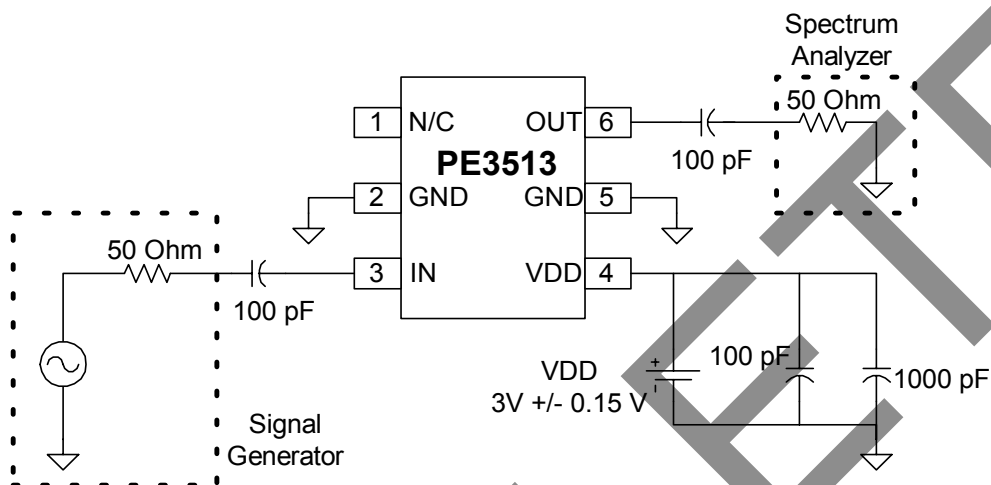 Spectrum
Analyzer
50 Ohm
1 N/C OUT 6
100 pF
PE3513
2 GND GND 5
50 Ohm
3 IN VDD 4
100 pF
VDD
3V +/- 0.15 V
+
-
100 pF
1000 pF
Signal
Generator